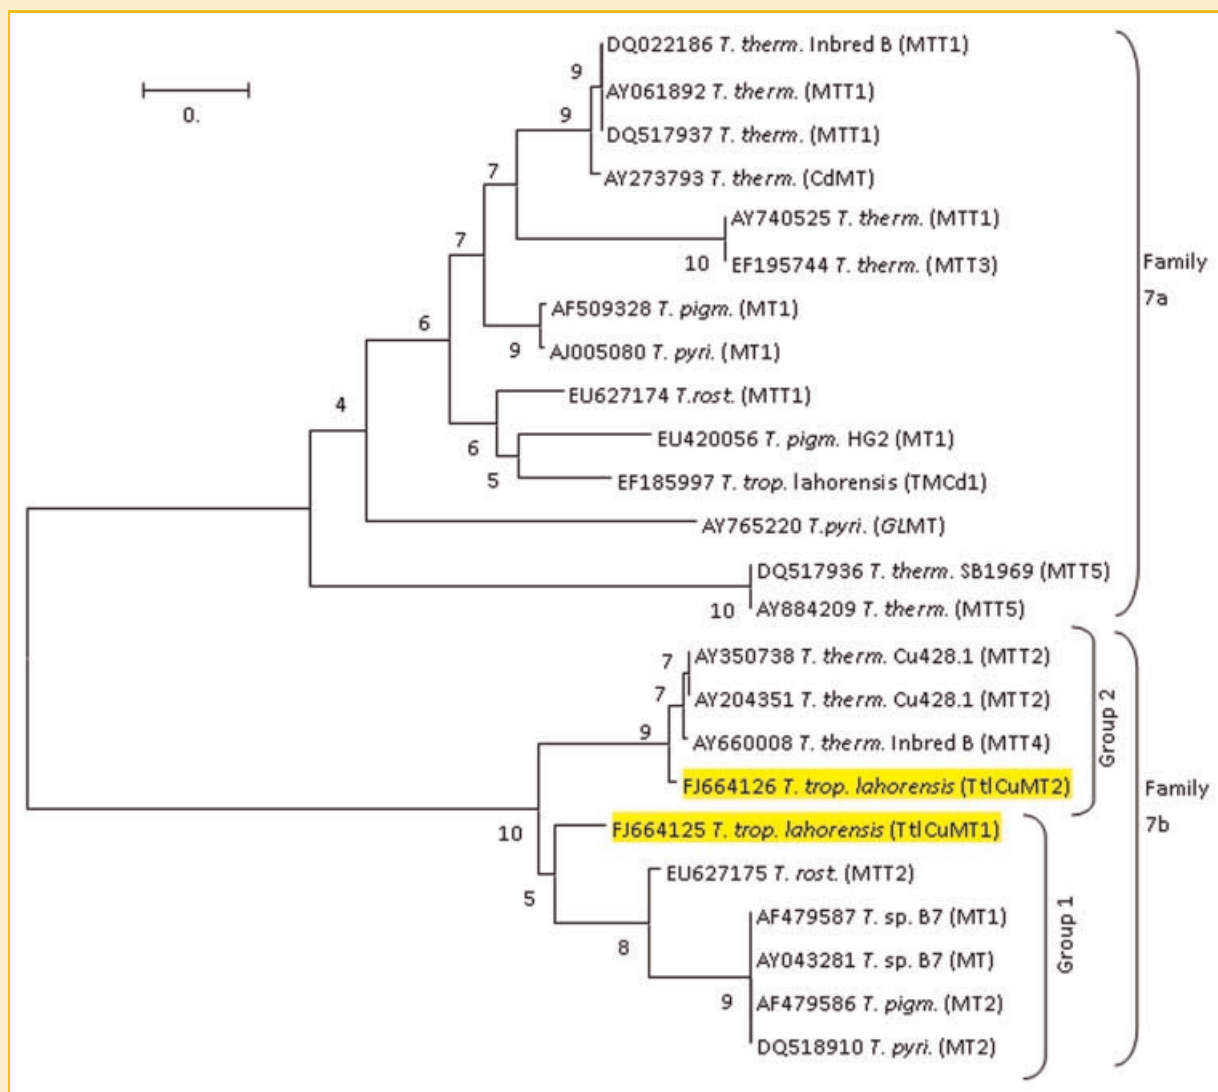 DQ022186 T. therm. Inbred B (MTT1)
9
AY061892 T. therm. (MTT1)
0.
9
DQ517937 T. therm. (MTT1)
7
AY273793 T. therm. (CdMT)
AY740525 T. therm. (MTT1)
7
10
EF195744 T. therm. (MTT3)
Family
7a
AF509328 T. pigm. (MT1)
6
9
AJ005080 T. pyri. (MT1)
EU627174 T.rost. (MTT1)
4
EU420056 T. pigm. HG2 (MT1)
6
5
EF185997 T. trop. lahorensis (TMCd1)
AY765220 T.pyri. (GLMT)
DQ517936 T. therm. SB1969 (MTT5)
10
AY884209 T. therm. (MTT5)
7
AY350738 T. therm. Cu428.1 (MTT2)
7
AY204351 T. therm. Cu428.1 (MTT2)
9
AY660008 T. therm. Inbred B (MTT4)
Group 2
FJ664126 T. trop. lahorensis (TtlCuMT2)
Family
7b
10
FJ664125 T. trop. lahorensis (TtlCuMT1)
EU627175 T. rost. (MTT2)
5
AF479587 T. sp. B7 (MT1)
8
AY043281 T. sp. B7 (MT)
Group 1
9
AF479586 T. pigm. (MT2)
DQ518910 T. pyri. (MT2)